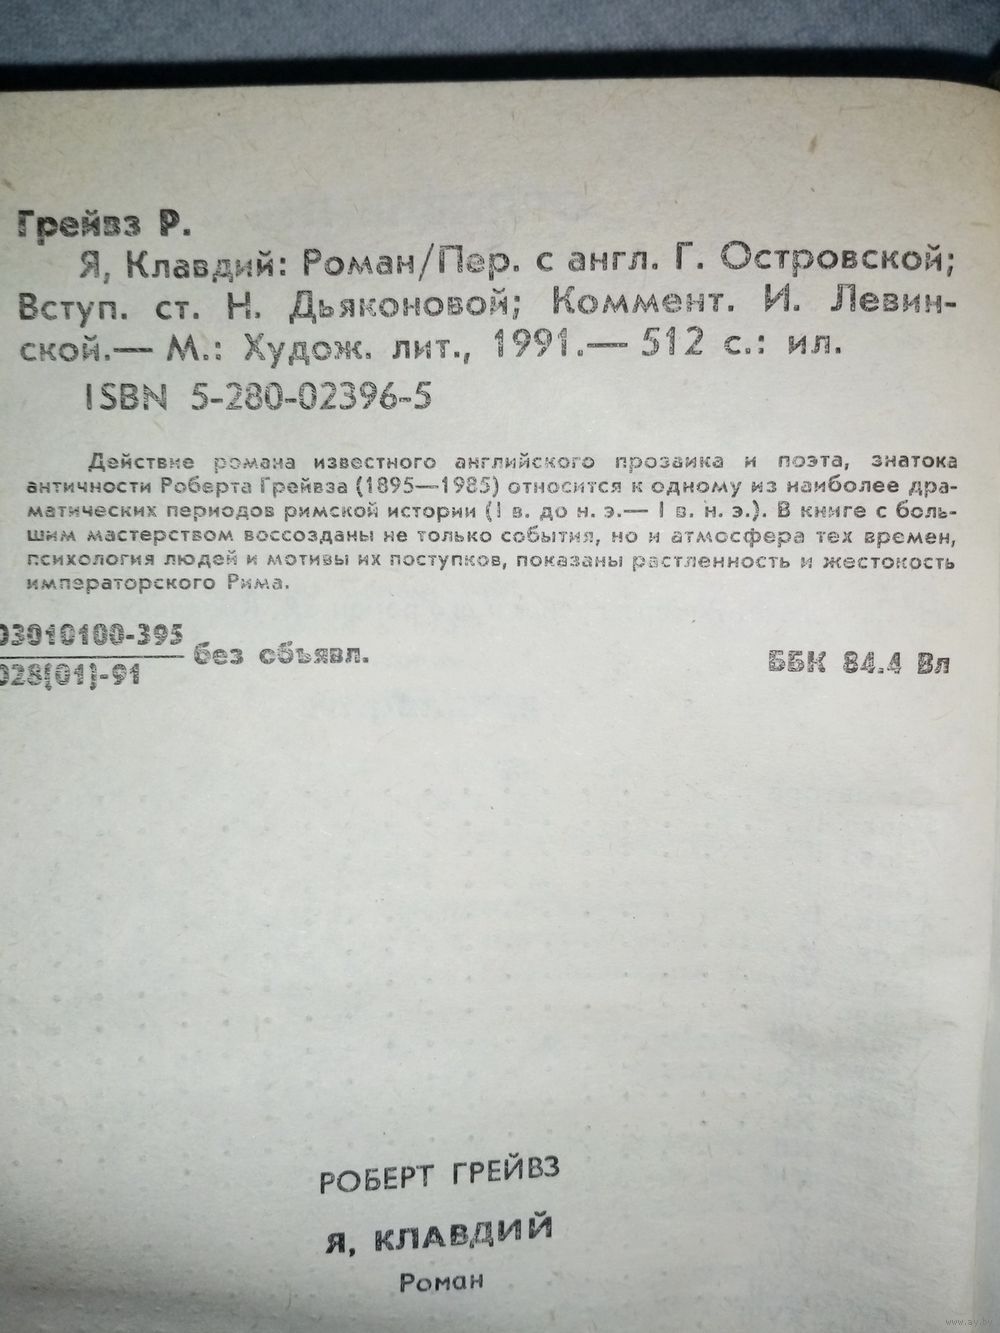 Грейвз Р.
Я, Клавдий: Роман/Пер. с англ. Г. Островской;
Вступ. ст. Н. Дьяконовой; Коммент. И. Левин-
ской.— М.: Худож. лит., 1991.— 512 с.: ил.
ISBN 5-280-02396-5
Действие романа известного английского прозаика и поэта, знатока
античности Роберта Грейвза (1895—1985) относится к одному из наиболее дра-
матических периодов римской истории (I в. до н. э.— I в. н. э.). В книге с боль-
шим мастерством воссозданы не только события, но и атмосфера тех времен,
психология людей и мотивы их поступков, показаны растленность и жестокость
императорского Рима.
03010100-395
028(01)-91
без объявл.
ББК 84.4 Вл
РОБЕРТ ГРЕЙВЗ
Я, КЛАВДИЙ
Роман
www.ay.by